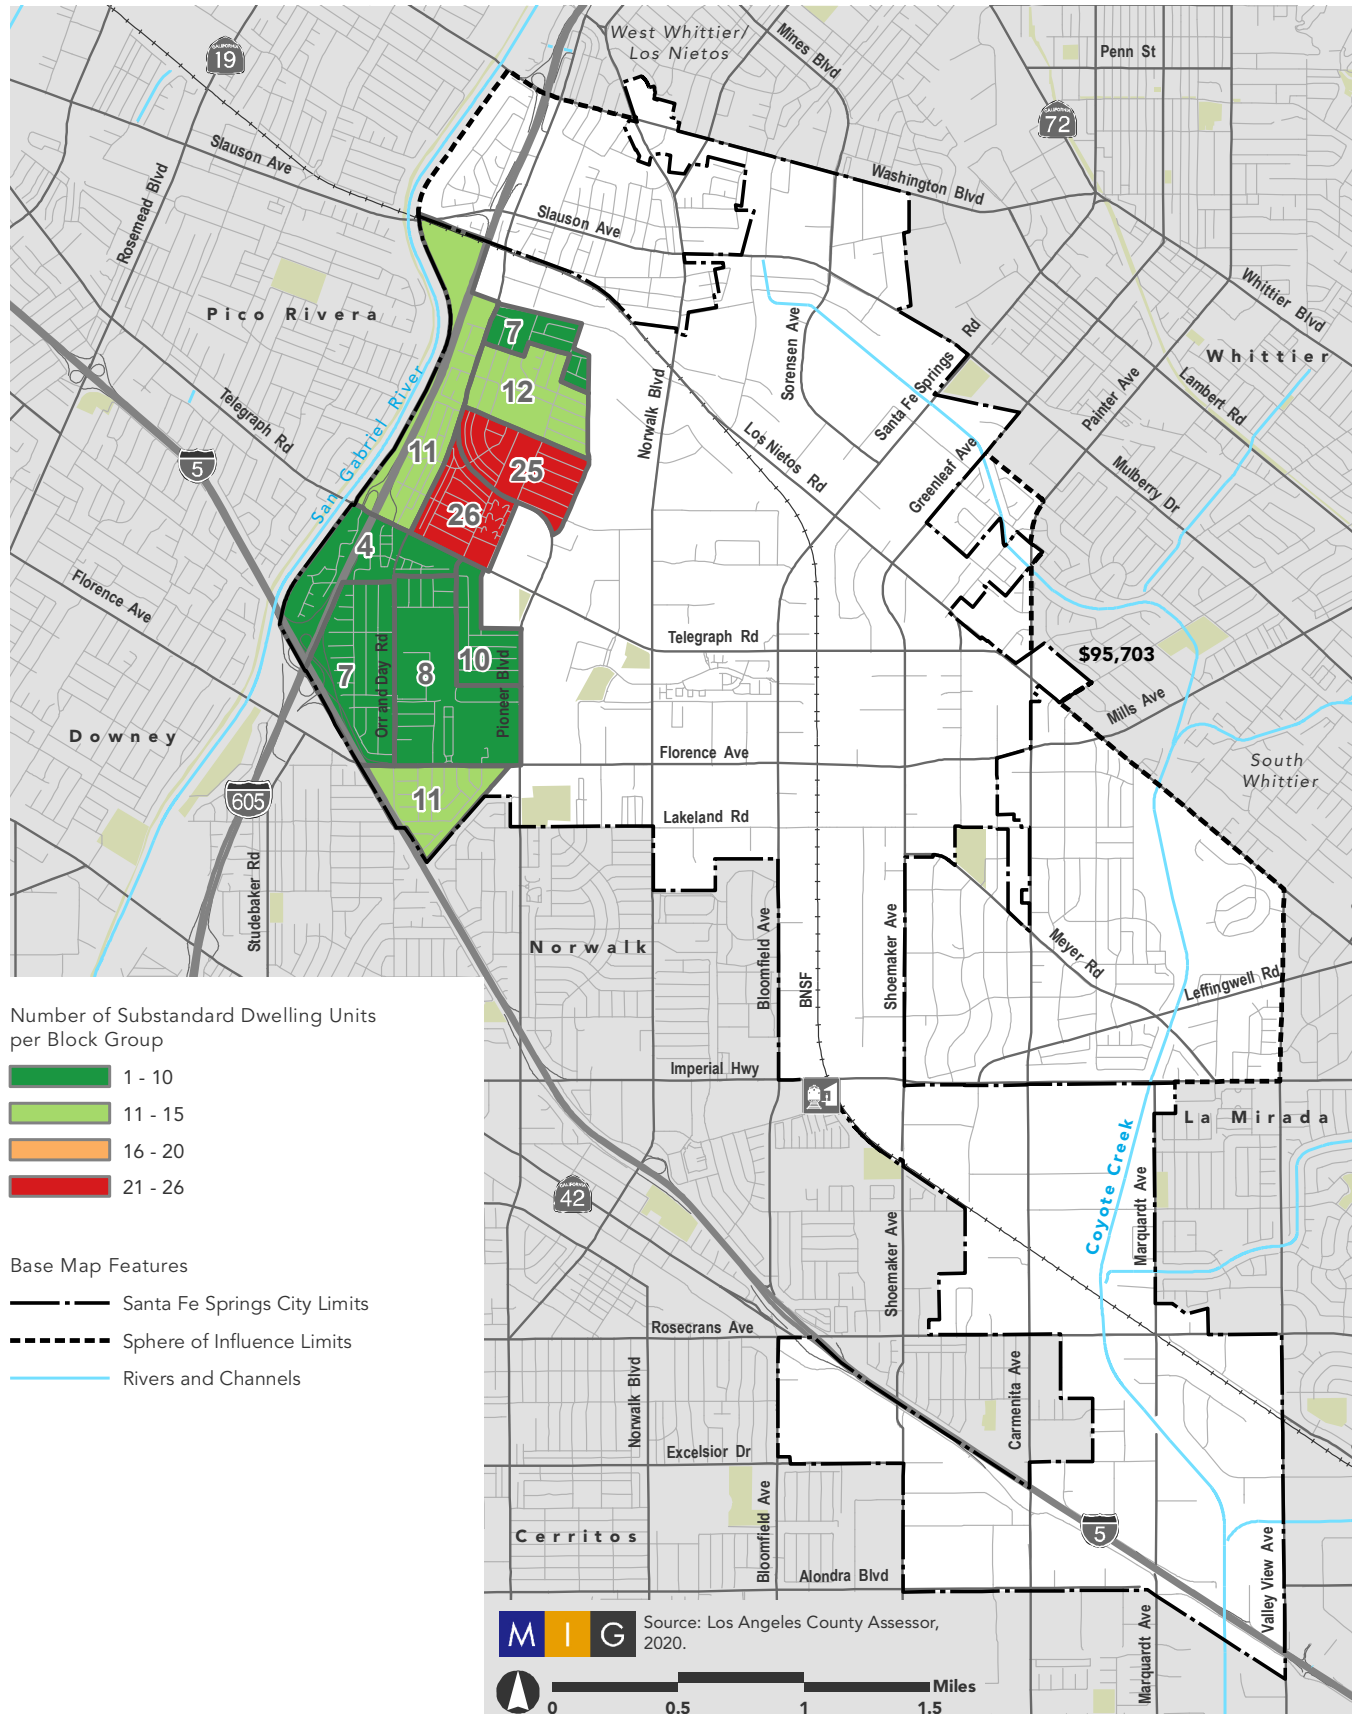 West Whittier/
Los Nietos
Mines Blvd
Penn St
CALIFORNIA
19
CALIFORNIA
72
Slauson Ave
Rosemead Blvd
Washington Blvd
Slauson Ave
Whittier Blvd
Pico Rivera
Whittier
7
Sorensen Ave
Santa Fe Springs Rd
Painter Ave
Lambert Rd
Telegraph Rd
San Gabriel River
12
Norwalk Blvd
Los Nietos Rd
Greenleaf Ave
Mulberry Dr
5
11
25
26
4
Florence Ave
Telegraph Rd
$95,703
7
Orr and Day Rd
8
10
Pioneer Blvd
Mills Ave
Downey
Florence Ave
South
Whittier
605
11
Lakeland Rd
Studebaker Rd
Norwalk
Bloomfield Ave
BNSF
Shoemaker Ave
Meyer Rd
Leffingwell Rd
Number of Substandard Dwelling Units
per Block Group
1 - 10
11 - 15
16 - 20
21 - 26
Imperial Hwy
La Mirada
Coyote Creek
Marquardt Ave
CALIFORNIA
42
Shoemaker Ave
Base Map Features
Santa Fe Springs City Limits
Sphere of Influence Limits
Rivers and Channels
Rosecrans Ave
Norwalk Blvd
Carmenita Ave
Excelsior Dr
Cerritos
Bloomfield Ave
5
Valley View Ave
Alondra Blvd
Marquardt Ave
M I G
Source: Los Angeles County Assessor,
2020.
Miles
0 0.5 1 1.5